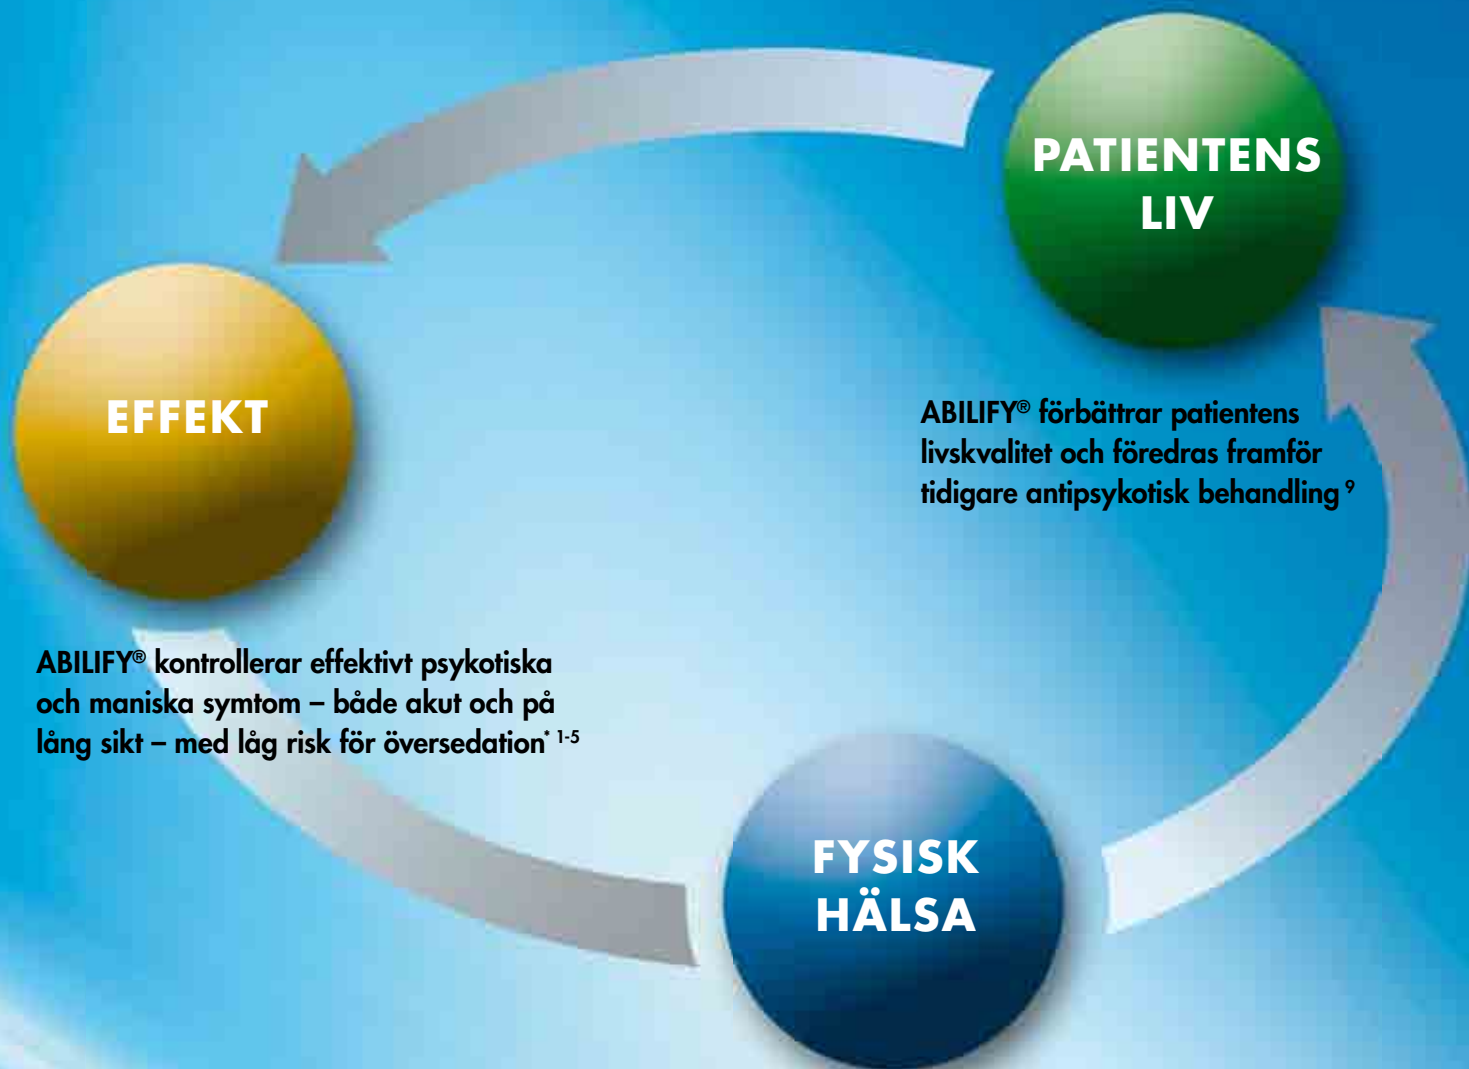 PATIENTENS
LIV
EFFEKT
ABILIFY® förbättrar patientens
livskvalitet och föredras framför
tidigare antipsykotisk behandling 9
ABILIFY® kontrollerar effektivt psykotiska
och maniska symtom – både akut och på
lång sikt – med låg risk för översedation* 1-5
FYSISK
HÄLSA